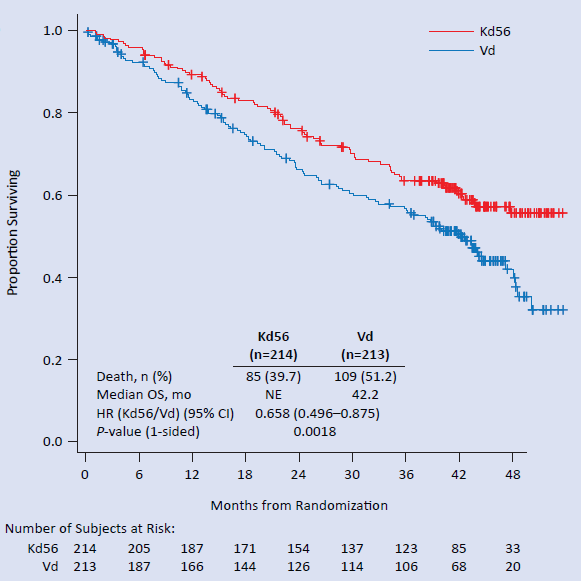 Kd56
Vd
1.0
0.8
0.6
0.4
0.2
0.0
Proportion Surviving
Kd56 Vd
(n=214) (n=213)
Death, n (%) 85 (39.7) 109 (51.2)
Median OS, mo NE 42.2
HR (Kd56/Vd) (95% CI) 0.658 (0.496–0.875)
P-value (1-sided) 0.0018
0 6 12 18 24 30 36 42 48
Months from Randomization
Number of Subjects at Risk:
Kd56 214 205 187 171 154 137 123 85 33
Vd 213 187 166 144 126 114 106 68 20